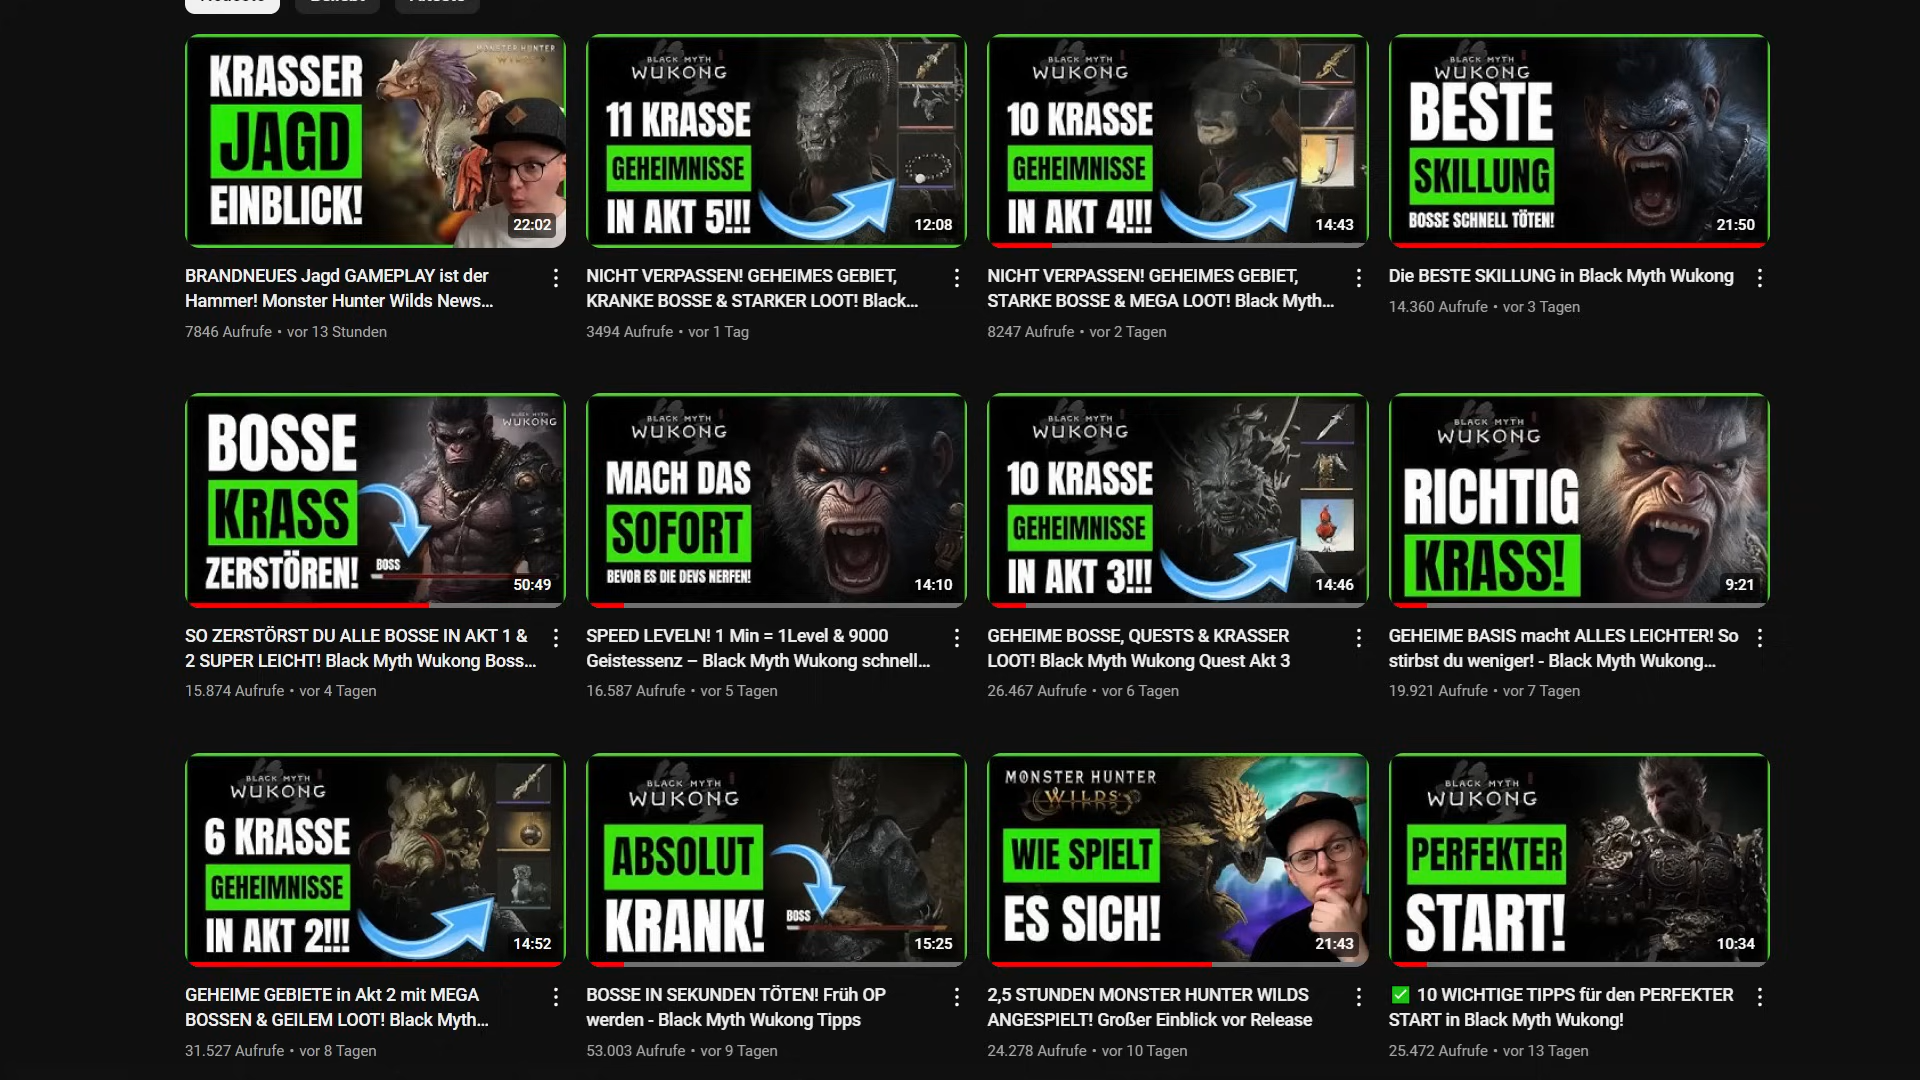 KRASSER
JAGD
EINBLICK!
MONSTER HUNTER
WILDS
22:02
BRANDNEUES Jagd GAMEPLAY ist der
Hammer! Monster Hunter Wilds News...
7846 Aufrufe • vor 13 Stunden
BLACK MYTH
WUKONG
11 KRASSE
GEHEIMNISSE
IN AKT 5!!!
12:08
NICHT VERPASSEN! GEHEIMES GEBIET,
KRANKE BOSSE & STARKER LOOT! Black...
3494 Aufrufe • vor 1 Tag
BLACK MYTH
WUKONG
10 KRASSE
GEHEIMNISSE
IN AKT 4!!!
14:43
NICHT VERPASSEN! GEHEIMES GEBIET,
STARKE BOSSE & MEGA LOOT! Black Myth...
8247 Aufrufe • vor 2 Tagen
BLACK MYTH
WUKONG
BESTE
SKILLUNG
BOSSE SCHNELL TÖTEN!
21:50
Die BESTE SKILLUNG in Black Myth Wukong
14.360 Aufrufe • vor 3 Tagen
BOSSE
KRASS
ZERSTÖREN!
BLACK MYTH
WUKONG
BOSS
50:49
SO ZERSTÖRST DU ALLE BOSSE IN AKT 1 &
2 SUPER LEICHT! Black Myth Wukong Boss...
15.874 Aufrufe • vor 4 Tagen
BLACK MYTH
WUKONG
MACH DAS
SOFORT
BEVOR ES DIE DEVS NERFEN!
14:10
SPEED LEVELN! 1 Min = 1Level & 9000
Geistessenz – Black Myth Wukong schnell...
16.587 Aufrufe • vor 5 Tagen
BLACK MYTH
WUKONG
10 KRASSE
GEHEIMNISSE
IN AKT 3!!!
14:46
GEHEIME BOSSE, QUESTS & KRASSER
LOOT! Black Myth Wukong Quest Akt 3
26.467 Aufrufe • vor 6 Tagen
BLACK MYTH
WUKONG
RICHTIG
KRASS!
9:21
GEHEIME BASIS macht ALLES LEICHTER! So
stirbst du weniger! - Black Myth Wukong...
19.921 Aufrufe • vor 7 Tagen
BLACK MYTH
WUKONG
6 KRASSE
GEHEIMNISSE
IN AKT 2!!!
14:52
GEHEIME GEBIETE in Akt 2 mit MEGA
BOSSEN & GEILEM LOOT! Black Myth...
31.527 Aufrufe • vor 8 Tagen
BLACK MYTH
WUKONG
ABSOLUT
KRANK!
BOSS
15:25
BOSSE IN SEKUNDEN TÖTEN! Früh OP
werden - Black Myth Wukong Tipps
53.003 Aufrufe • vor 9 Tagen
MONSTER HUNTER
WILDS
WIE SPIELT
ES SICH!
21:43
2,5 STUNDEN MONSTER HUNTER WILDS
ANGESPIELT! Großer Einblick vor Release
24.278 Aufrufe • vor 10 Tagen
BLACK MYTH
WUKONG
PERFEKTER
START!
10:34
✅ 10 WICHTIGE TIPPS für den PERFEKTER
START in Black Myth Wukong!
25.472 Aufrufe • vor 13 Tagen